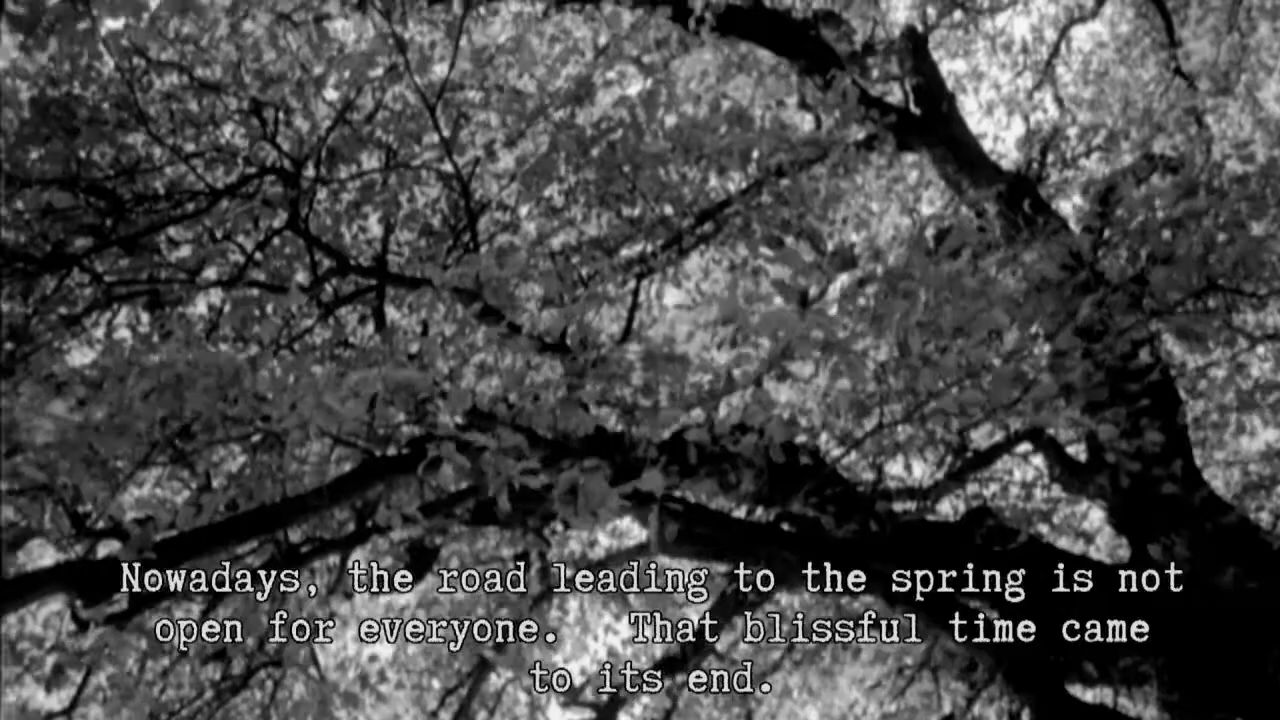 Nowadays, the road leading to the spring is not
open for everyone.  That blissful time came
to its end.